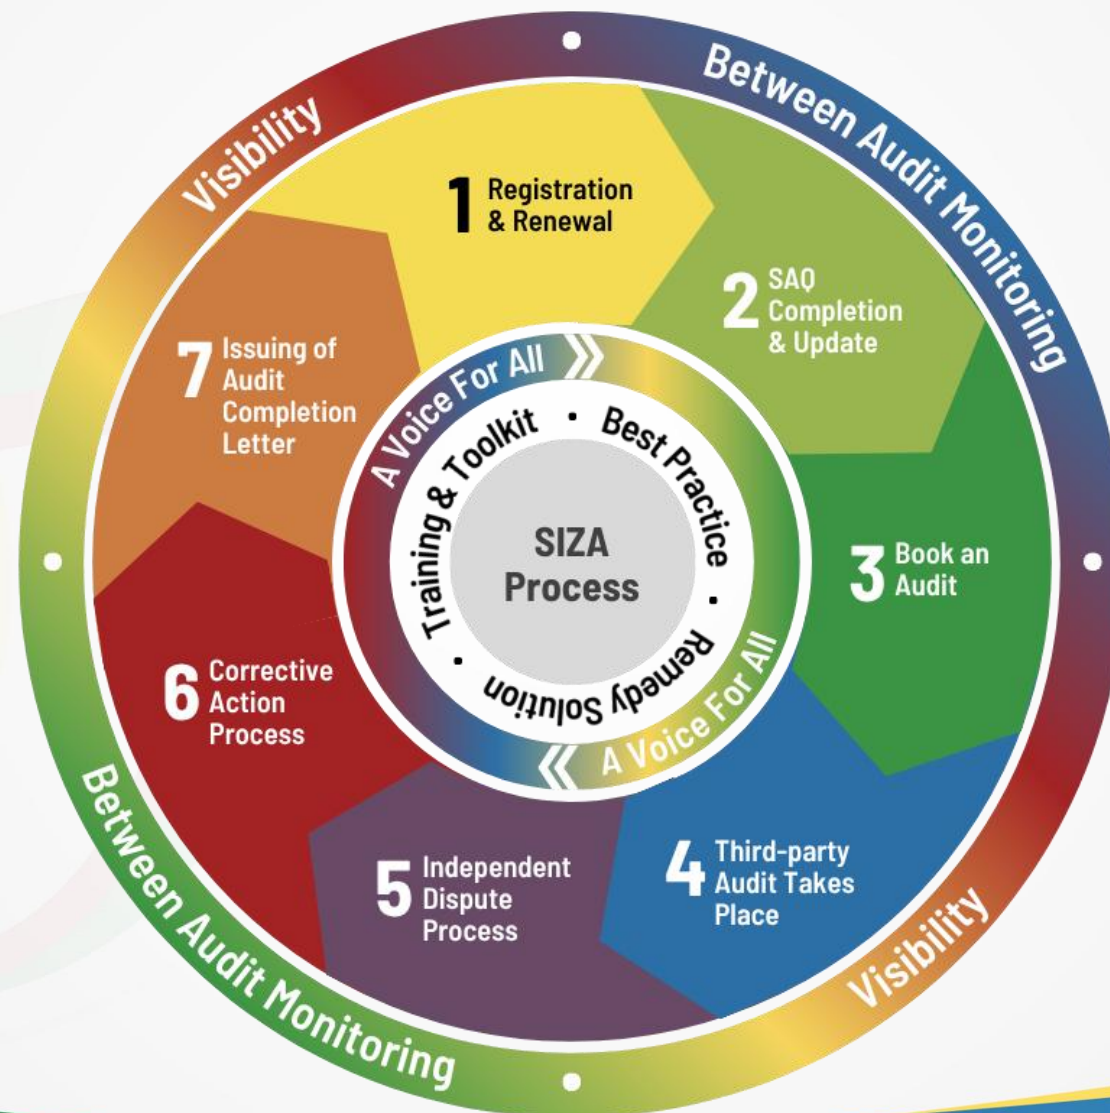 Visibility
Between Audit Monitoring
1 Registration
& Renewal
2 SAQ
Completion
& Update
3 Book an
Audit
4 Third-party
Audit Takes
Place
5 Independent
Dispute
Process
6 Corrective
Action
Process
7 Issuing of
Audit
Completion
Letter
Visibility
Between Audit Monitoring
A Voice For All
A Voice For All
Training & Toolkit
•
Best Practice
•
Remedy Solution
•
SIZA
Process